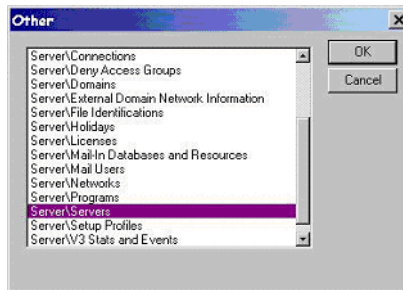 Other
Server\Connections
Server\Deny Access Groups
Server\Domains
Server\External Domain Network Information
Server\File Identifications
Server\Holidays
Server\Licenses
Server\Mail-In Databases and Resources
Server\Mail Users
Server\Networks
Server\Programs
Server\Servers
Server\Setup Profiles
Server\V3 Stats and Events
OK
Cancel